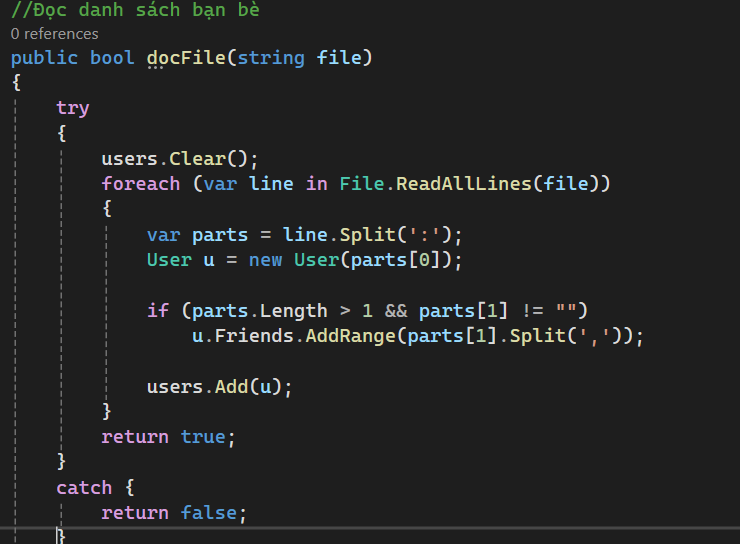 //Đọc danh sách bạn bè
0 references
public bool docFile(string file)
{
    try
    {
        users.Clear();
        foreach (var line in File.ReadAllLines(file))
        {
            var parts = line.Split(':');
            User u = new User(parts[0]);

            if (parts.Length > 1 && parts[1] != "")
                u.Friends.AddRange(parts[1].Split(','));

            users.Add(u);
        }
        return true;
    }
    catch {
        return false;
    }